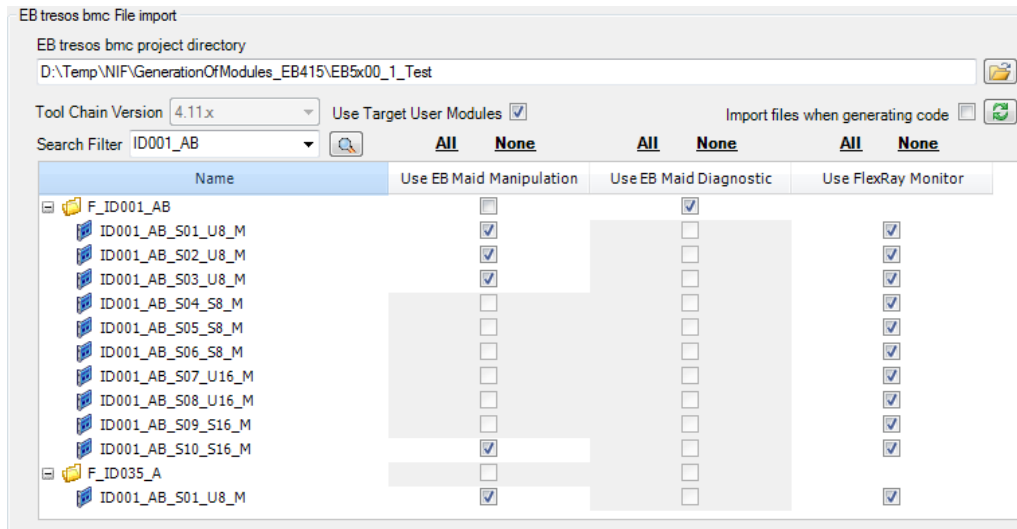 EB tresos bmc File import
EB tresos bmc project directory
D:\Temp\NIF\GenerationOfModules_EB415\EB5x00_1_Test
Tool Chain Version 4.11.x Use Target User Modules Import files when generating code
Search Filter ID001_AB All None All None All None
Name Use EB Maid Manipulation Use EB Maid Diagnostic Use FlexRay Monitor
F_ID001_AB
ID001_AB_S01_U8_M
ID001_AB_S02_U8_M
ID001_AB_S03_U8_M
ID001_AB_S04_S8_M
ID001_AB_S05_S8_M
ID001_AB_S06_S8_M
ID001_AB_S07_U16_M
ID001_AB_S08_U16_M
ID001_AB_S09_S16_M
ID001_AB_S10_S16_M
F_ID035_A
ID001_AB_S01_U8_M